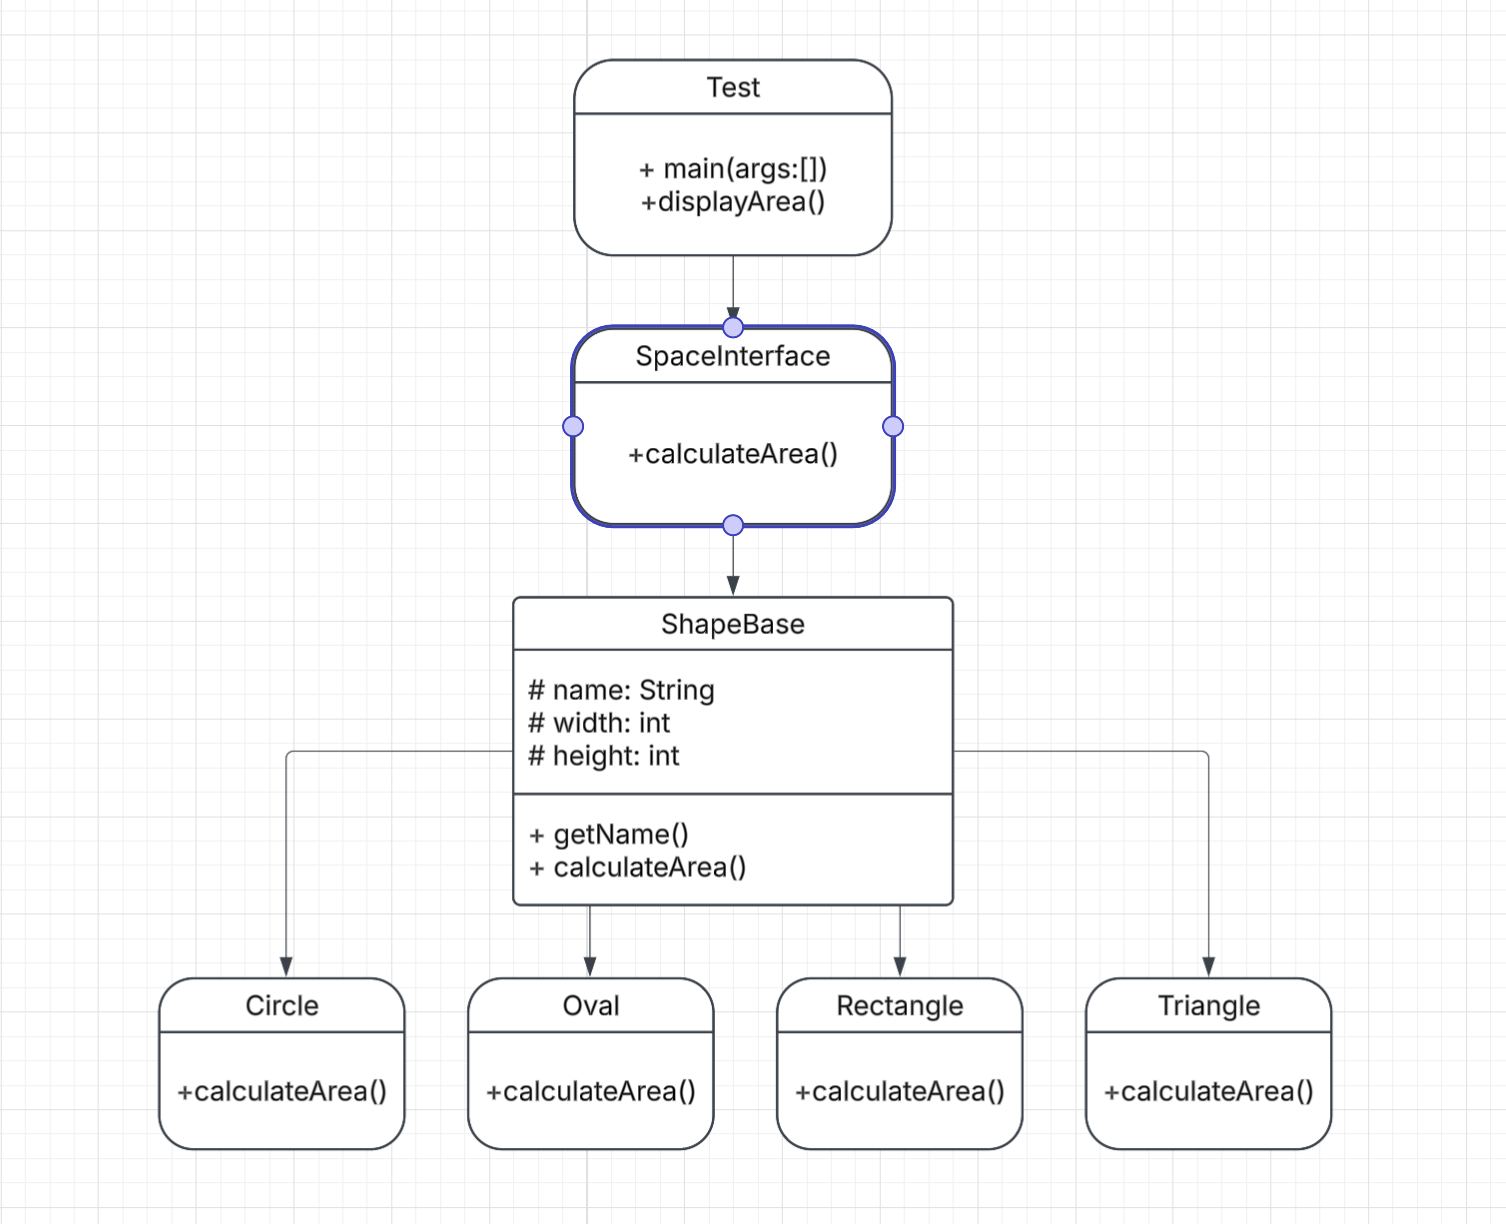 Test
+ main(args:[])
+displayArea()
SpaceInterface
+calculateArea()
ShapeBase
# name: String
# width: int
# height: int
+ getName()
+ calculateArea()
Circle
+calculateArea()
Oval
+calculateArea()
Rectangle
+calculateArea()
Triangle
+calculateArea()